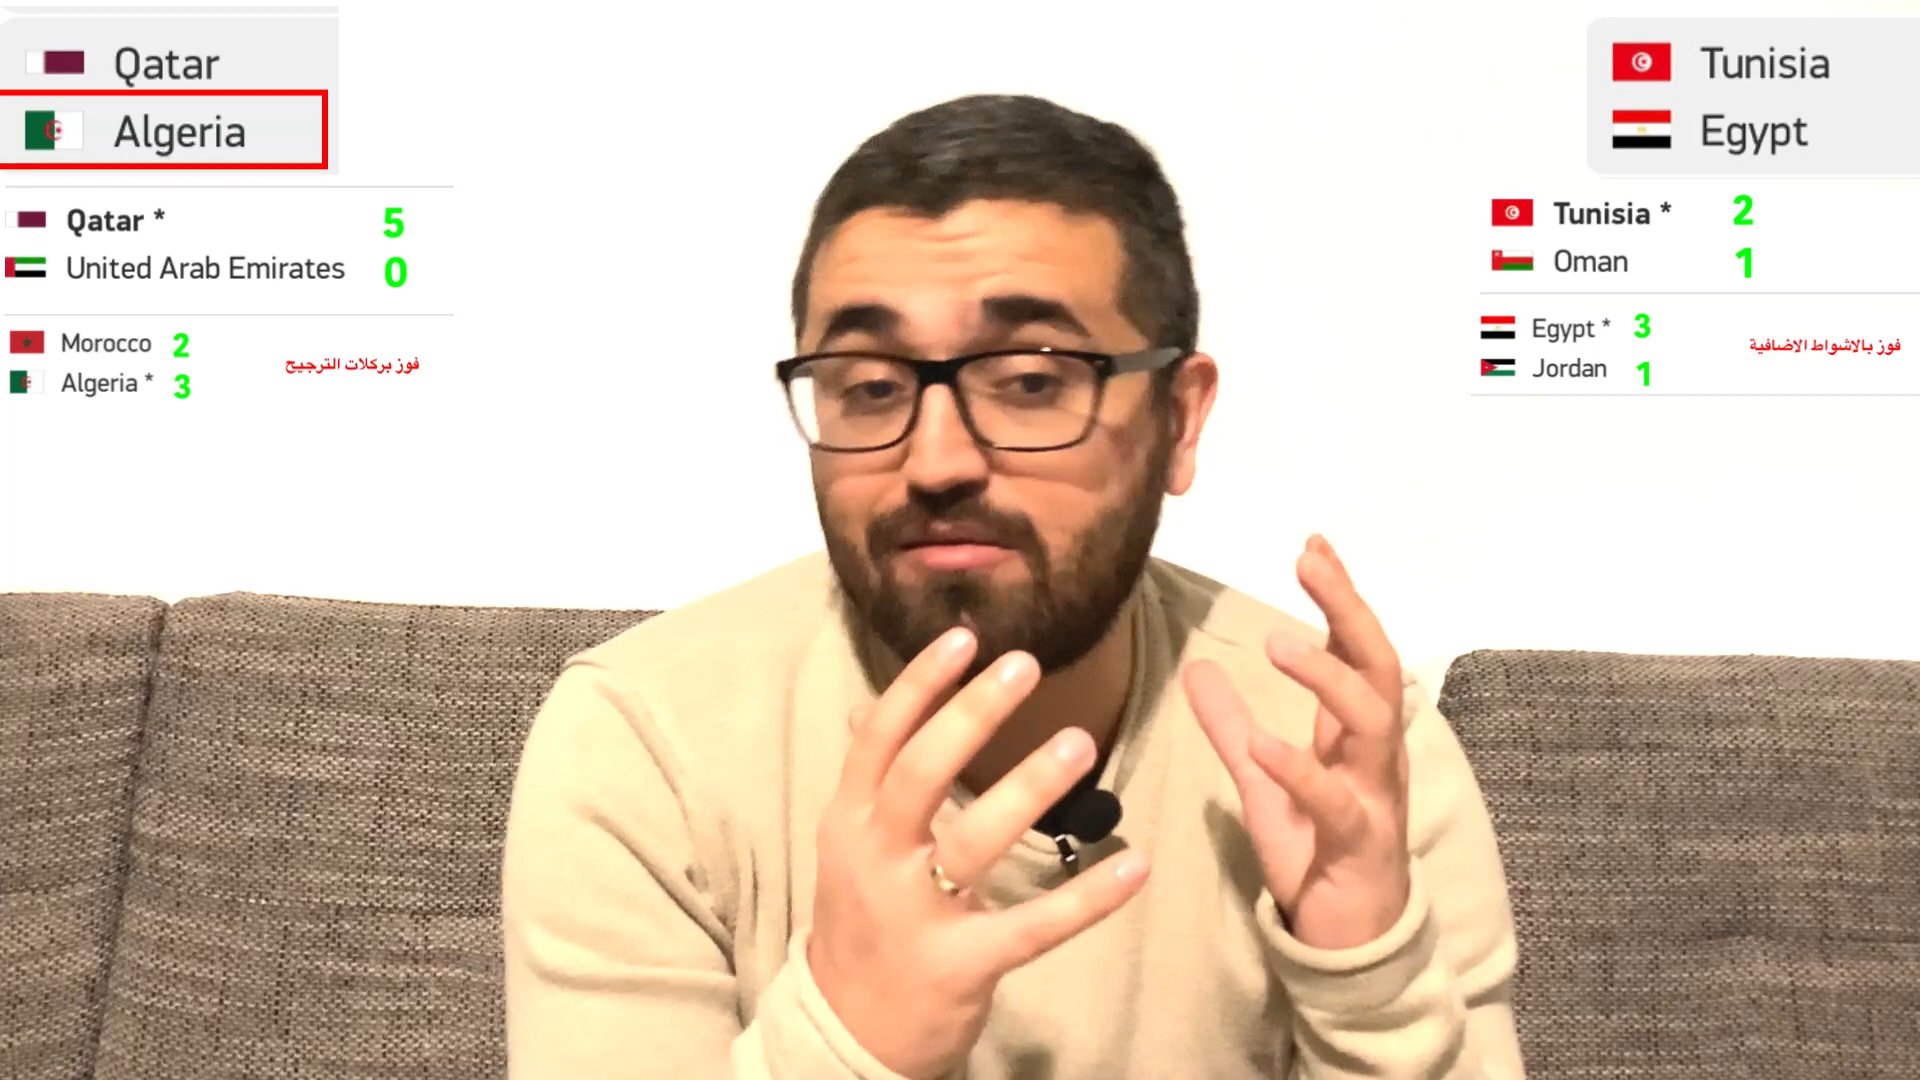 Qatar
Algeria
Qatar * 5
United Arab Emirates 0
Morocco 2
Algeria * 3
فوز بركلات الترجيح
Tunisia
Egypt
Tunisia * 2
Oman 1
Egypt * 3
Jordan 1
فوز بالاشواط الاضافية